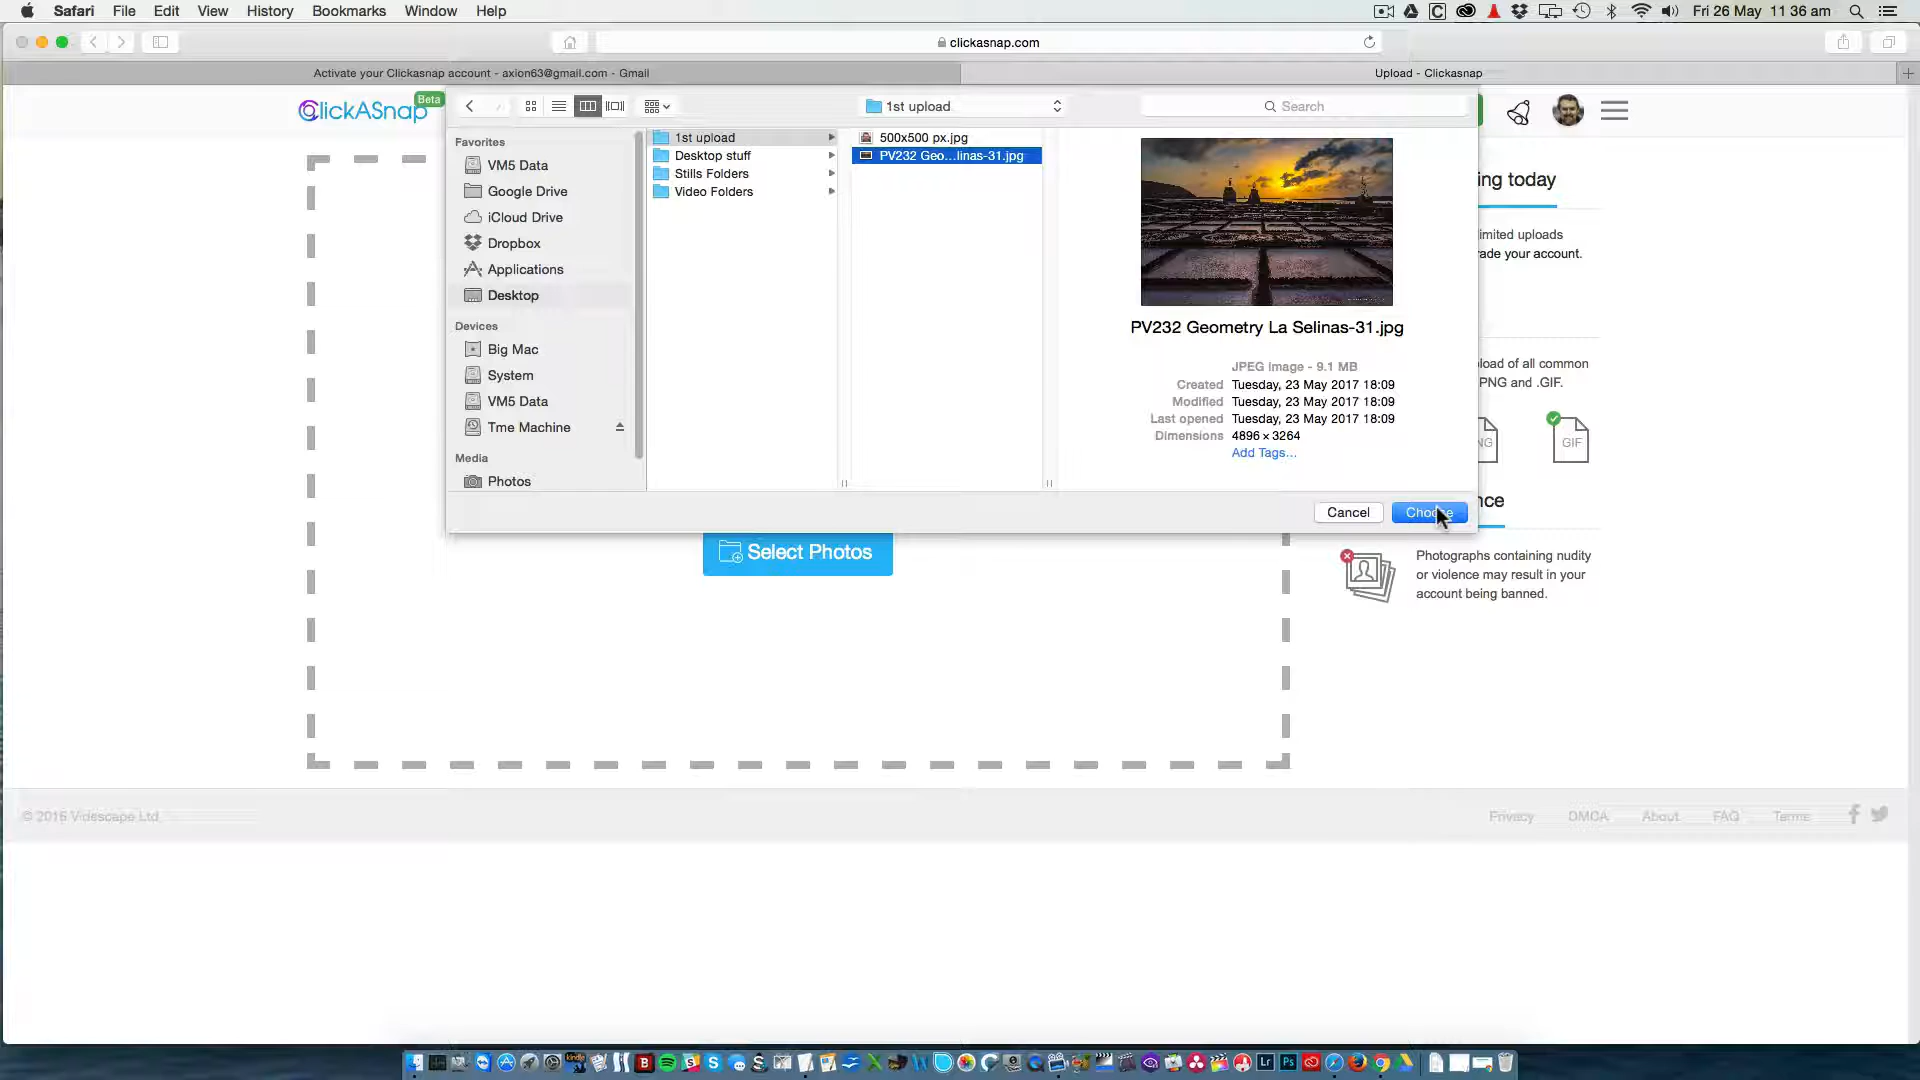 Safari File Edit View History Bookmarks Window Help
Fri 26 May 11:36 am
clickasnap.com
Activate your Clickasnap account - axion63@gmail.com - Gmail
Upload - Clickasnap
ClickASnap
Beta
1st upload
Search
Favorites
VM5 Data
Google Drive
iCloud Drive
Dropbox
Applications
Desktop
Devices
Big Mac
System
VM5 Data
Tme Machine
Media
Photos
1st upload
Desktop stuff
Stills Folders
Video Folders
500x500 px.jpg
PV232 Geo...linas-31.jpg
PV232 Geometry La Selinas-31.jpg
JPEG image - 9.1 MB
Created Tuesday, 23 May 2017 18:09
Modified Tuesday, 23 May 2017 18:09
Last opened Tuesday, 23 May 2017 18:09
Dimensions 4896 × 3264
Add Tags...
Cancel
Choose
Select Photos
ing today
imited uploads
rade your account.
load of all common
PNG and .GIF.
NG
GIF
nce
Photographs containing nudity
or violence may result in your
account being banned.
© 2016 Videscape Ltd.
Privacy DMCA About FAQ Terms